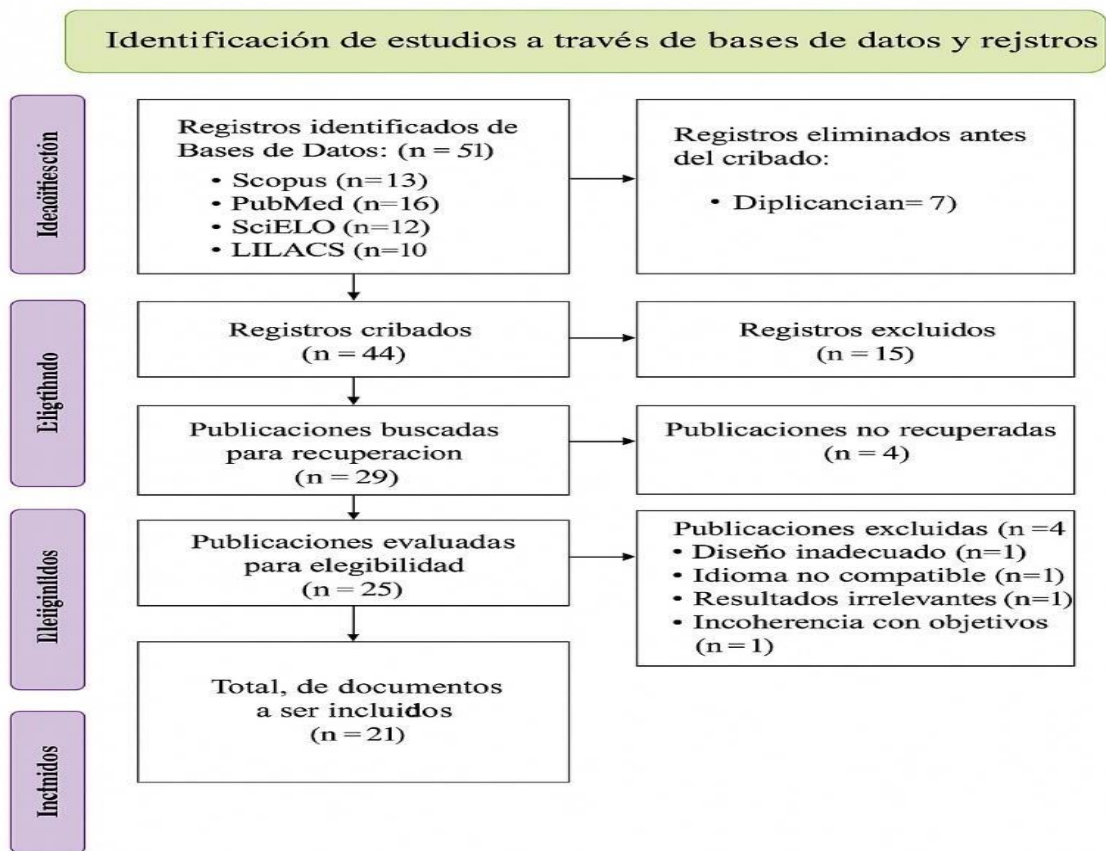 Identificación de estudios a través de bases de datos y rejstros
Registros identificados de
Bases de Datos: (n = 51)
• Scopus (n=13)
• PubMed (n=16)
• SciELO (n=12)
• LILACS (n=10
Registros eliminados antes
del cribado:
• Diplicancian= 7)
Registros cribados
(n = 44)
Registros excluidos
(n = 15)
Publicaciones buscadas
para recuperacion
(n = 29)
Publicaciones no recuperadas
(n = 4)
Publicaciones evaluadas
para elegibilidad
(n = 25)
Publicaciones excluidas (n =4
• Diseño inadecuado (n=1)
• Idioma no compatible (n=1)
• Resultados irrelevantes (n=1)
• Incoherencia con objetivos
(n = 1)
Total, de documentos
a ser incluidos
(n = 21)